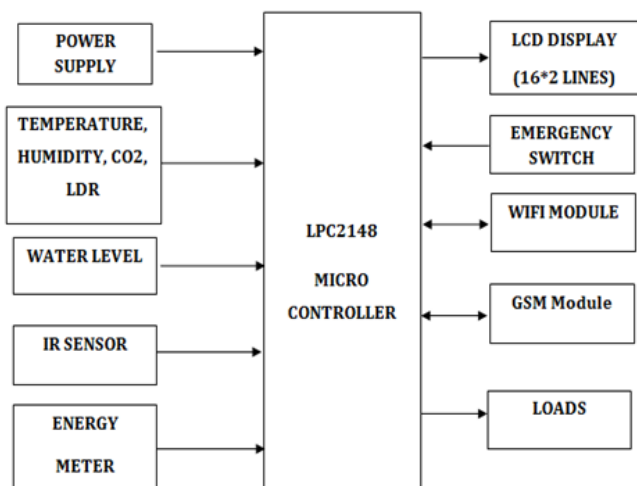 POWER
SUPPLY
TEMPERATURE,
HUMIDITY, CO2,
LDR
WATER LEVEL
IR SENSOR
ENERGY
METER
LPC2148
MICRO
CONTROLLER
LCD DISPLAY
(16*2 LINES)
EMERGENCY
SWITCH
WIFI MODULE
GSM Module
LOADS